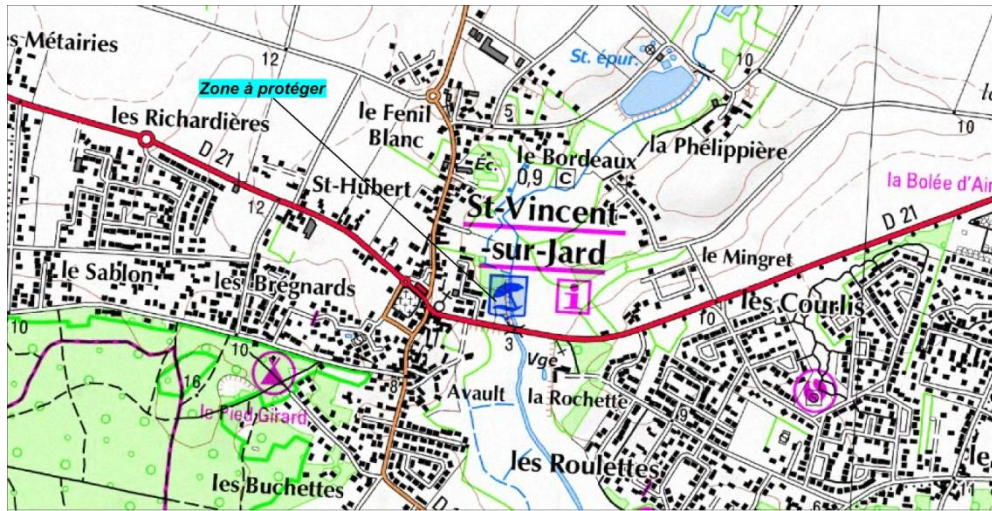 s Métairies
12
Zone à protéger
St. épur.
10
les Richardières
le Fenil
Blanc
5
D 21
Éc.
le Bordeaux
0,9
C
la Phélippière
10
la Bolée d'Air
St-Hubert
12
St-Vincent-
sur-Jard
D 21
le Mingret
le Sablon
les Brégnards
i
les Courlis
10
10
10
3
Vge
16
8
le Pied Girard
Avault
la Rochette
9
les Roulettes
les Buchettes
D
6